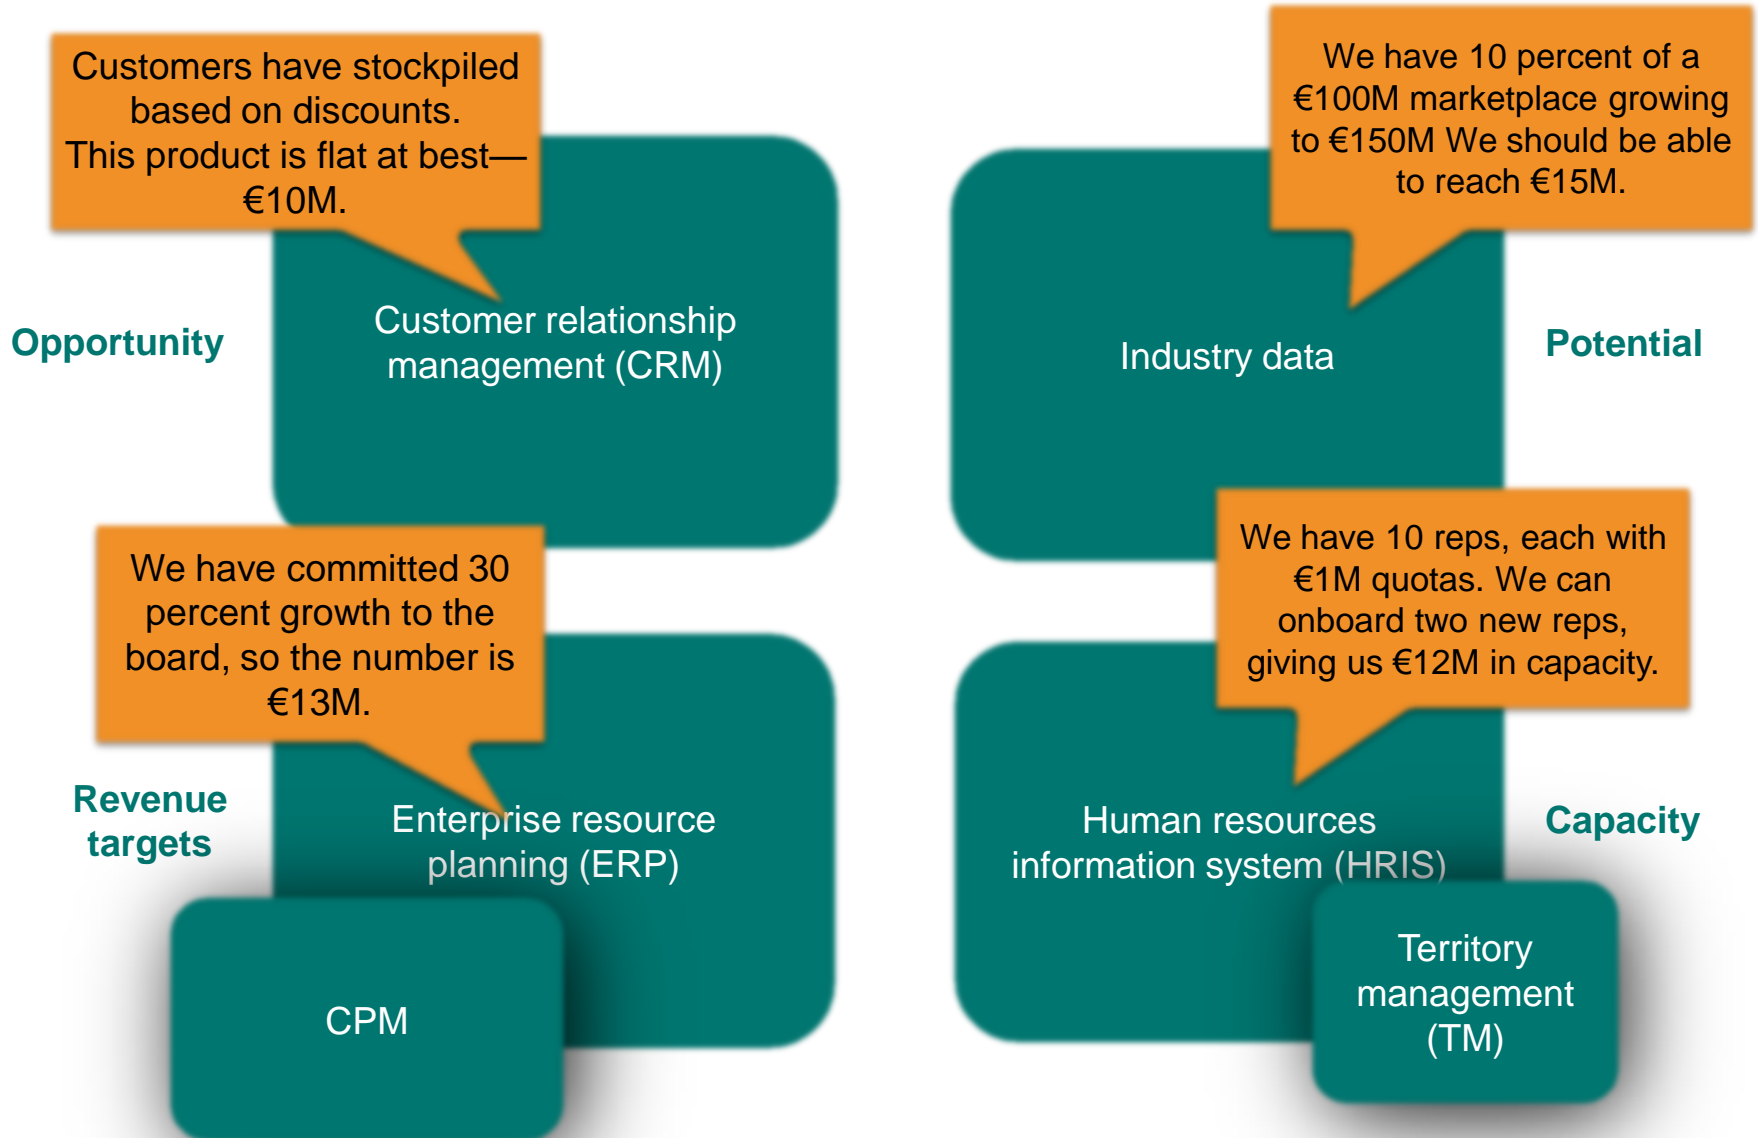 Customers have stockpiled
based on discounts.
This product is flat at best—
€10M.
We have 10 percent of a
€100M marketplace growing
to €150M We should be able
to reach €15M.
Opportunity
Customer relationship
management (CRM)
Industry data
Potential
We have committed 30
percent growth to the
board, so the number is
€13M.
We have 10 reps, each with
€1M quotas. We can
onboard two new reps,
giving us €12M in capacity.
Revenue
targets
Enterprise resource
planning (ERP)
Human resources
information system (HRIS)
Capacity
CPM
Territory
management
(TM)